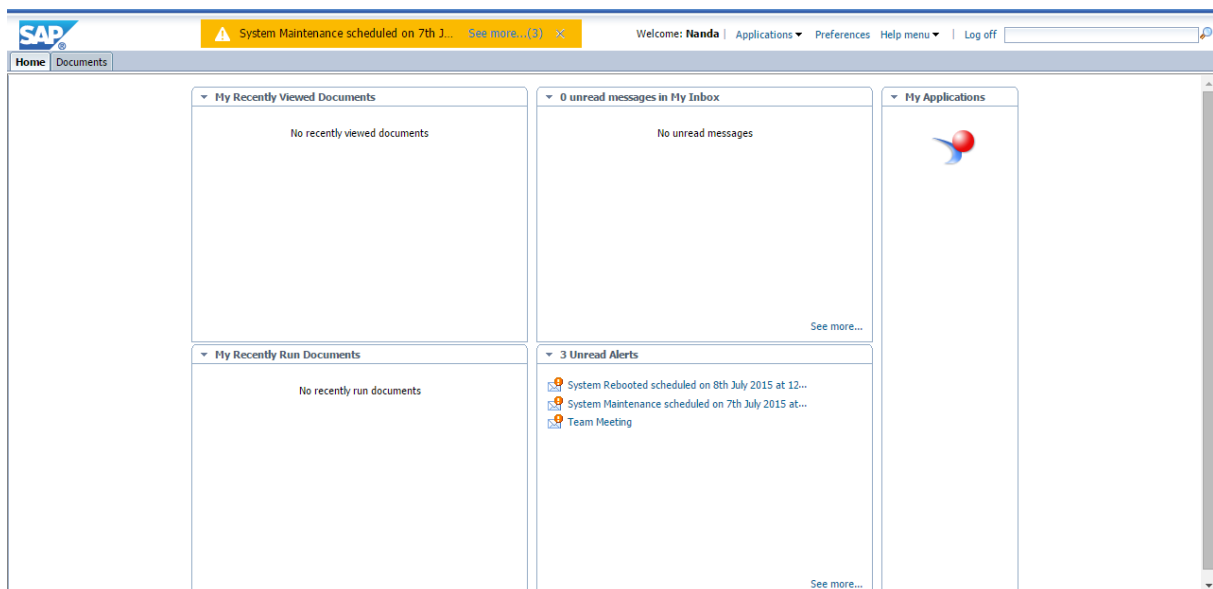 SAP
System Maintenance scheduled on 7th J... See more...(3)
Welcome: Nanda | Applications Preferences Help menu | Log off
Home Documents
My Recently Viewed Documents
No recently viewed documents
0 unread messages in My Inbox
No unread messages
See more...
My Applications
My Recently Run Documents
No recently run documents
3 Unread Alerts
System Rebooted scheduled on 8th July 2015 at 12...
System Maintenance scheduled on 7th July 2015 at...
Team Meeting
See more...